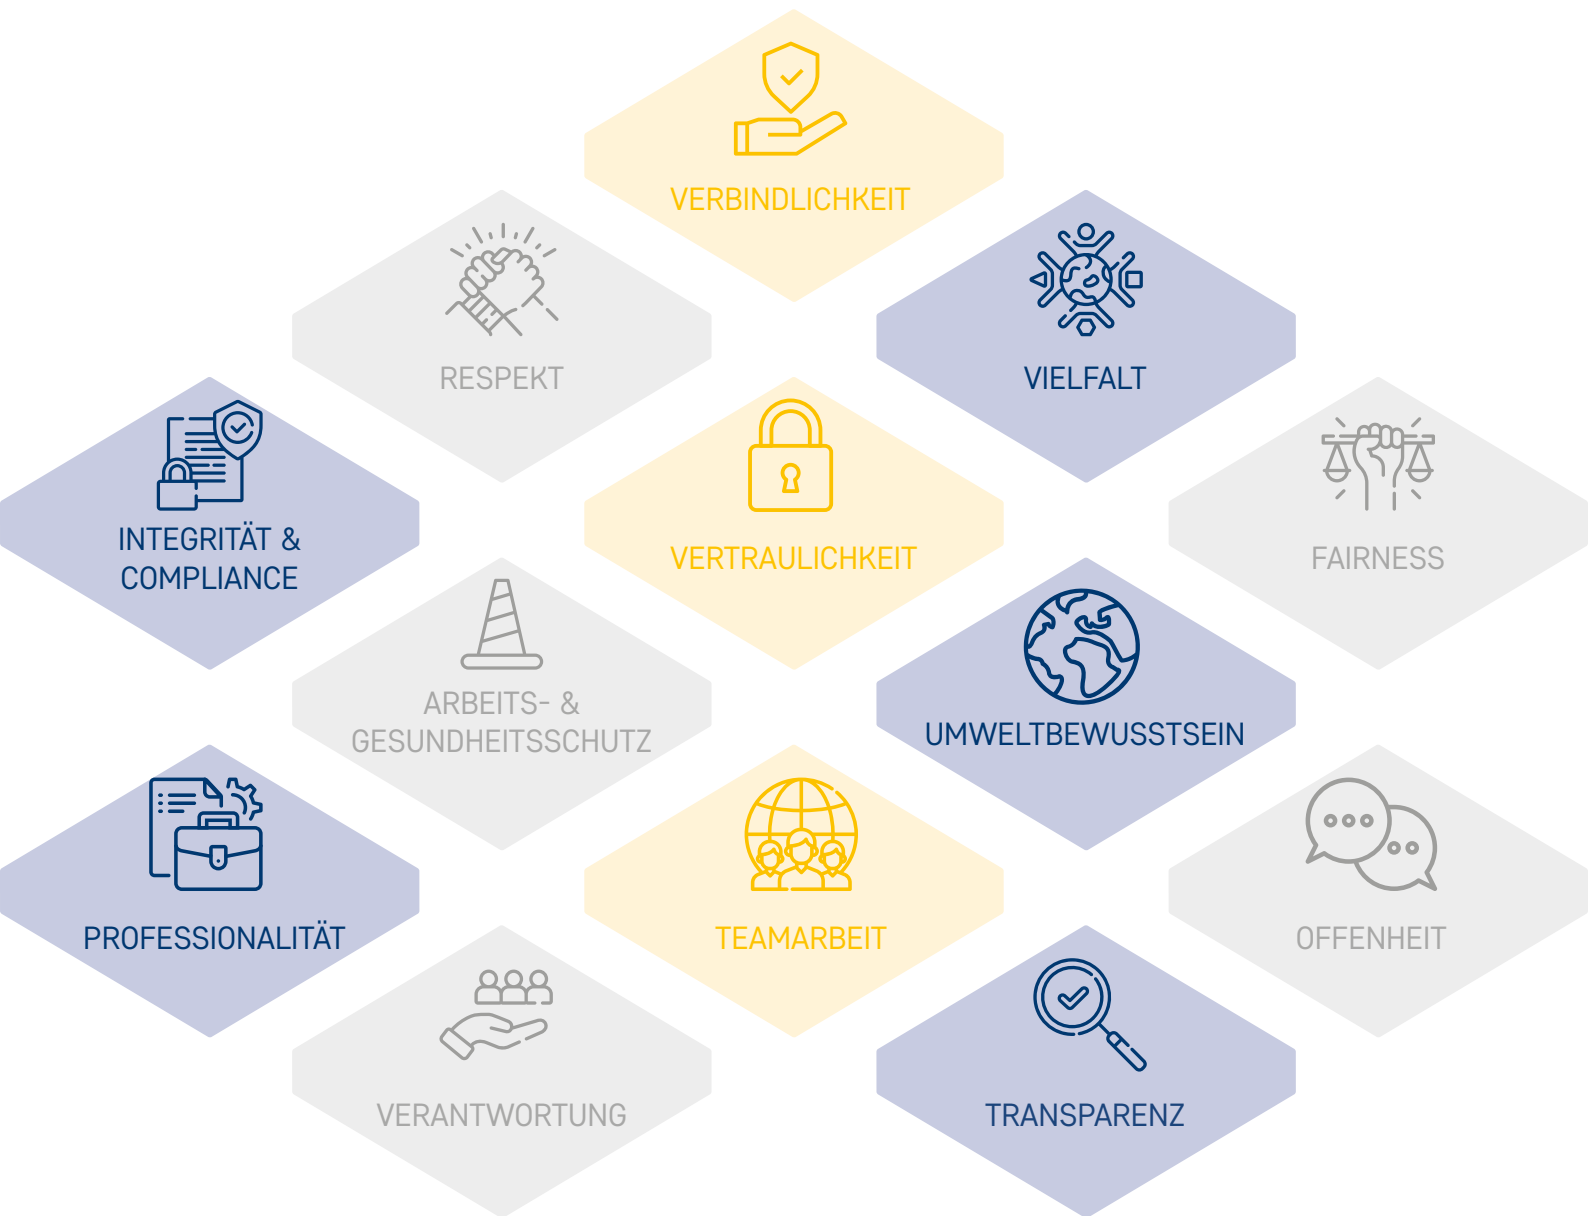 VERBINDLICHKEIT
RESPEKT
VIELFALT
INTEGRITÄT &
COMPLIANCE
VERTRAULICHKEIT
FAIRNESS
ARBEITS- &
GESUNDHEITSSCHUTZ
UMWELTBEWUSSTSEIN
PROFESSIONALITÄT
TEAMARBEIT
OFFENHEIT
VERANTWORTUNG
TRANSPARENZ